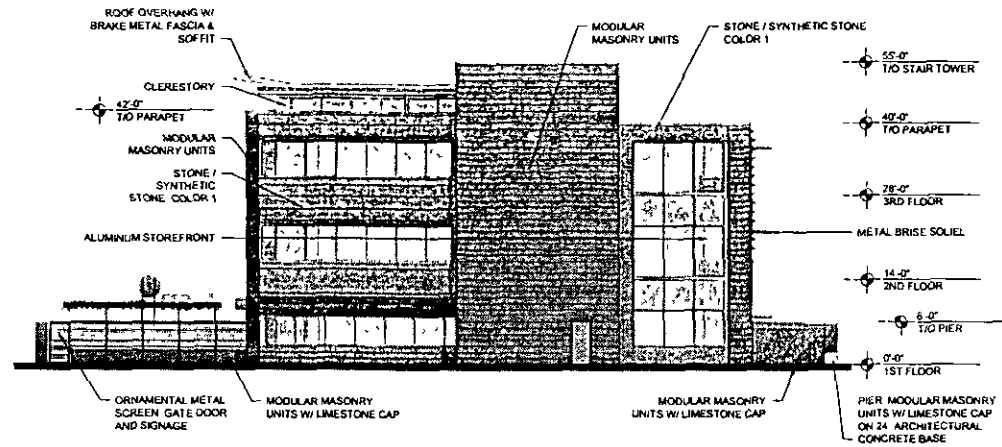 ROOF OVERHANG W/
BRAKE METAL FASCIA &
SOFFIT
CLERESTORY
42'-0"
T/O PARAPET
MODULAR
MASONRY UNITS
STONE /
SYNTHETIC
STONE COLOR 1
ALUMINUM STOREFRONT
MODULAR
MASONRY UNITS
STONE / SYNTHETIC STONE
COLOR 1
55'-0"
T/O STAIR TOWER
40'-0"
T/O PARAPET
28'-0"
3RD FLOOR
METAL BRISE SOLIEL
14'-0"
2ND FLOOR
6'-0"
T/O PIER
0'-0"
1ST FLOOR
ORNAMENTAL METAL
SCREEN GATE DOOR
AND SIGNAGE
MODULAR MASONRY
UNITS W/ LIMESTONE CAP
MODULAR MASONRY
UNITS W/ LIMESTONE CAP
PIER MODULAR MASONRY
UNITS W/ LIMESTONE CAP
ON 24 ARCHITECTURAL
CONCRETE BASE